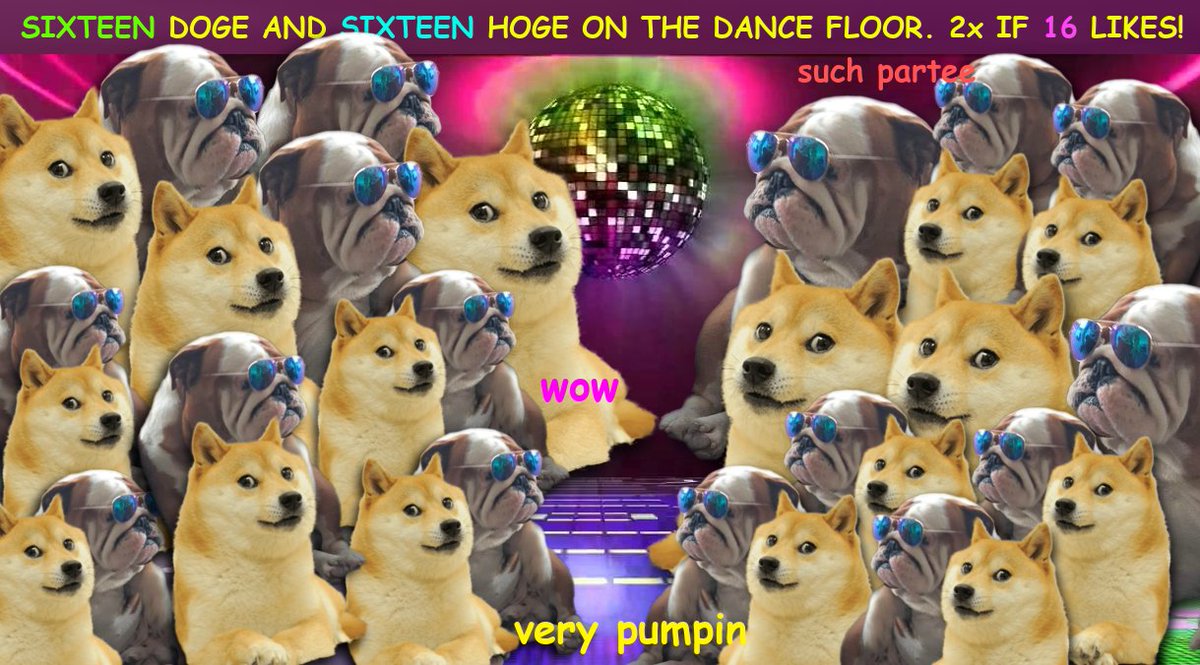 SIXTEEN DOGE AND SIXTEEN HOGE ON THE DANCE FLOOR. 2x IF 16 LIKES!
such partee
wow
very pumpin